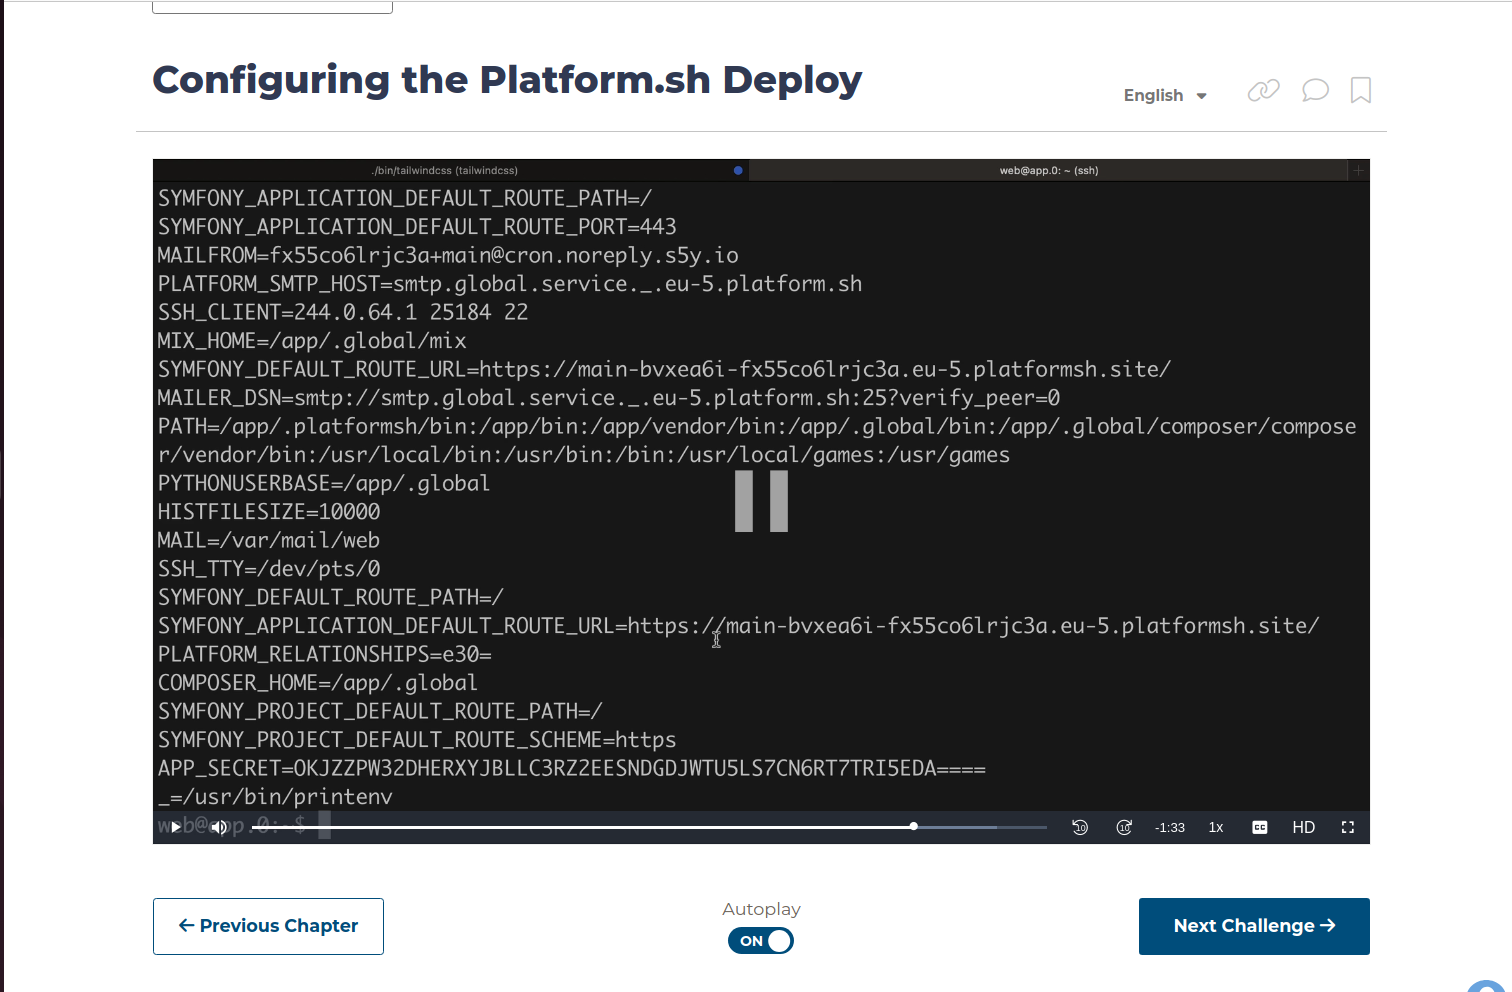 Configuring the Platform.sh Deploy
English
./bin/tailwindcss (tailwindcss)
web@app.0: ~ (ssh)
SYMFONY_APPLICATION_DEFAULT_ROUTE_PATH=/
SYMFONY_APPLICATION_DEFAULT_ROUTE_PORT=443
MAILFROM=fx55co6lrjc3a+main@cron.noreply.s5y.io
PLATFORM_SMTP_HOST=smtp.global.service._.eu-5.platform.sh
SSH_CLIENT=244.0.64.1 25184 22
MIX_HOME=/app/.global/mix
SYMFONY_DEFAULT_ROUTE_URL=https://main-bvxea6i-fx55co6lrjc3a.eu-5.platformsh.site/
MAILER_DSN=smtp://smtp.global.service._.eu-5.platform.sh:25?verify_peer=0
PATH=/app/.platformsh/bin:/app/bin:/app/vendor/bin:/app/.global/bin:/app/.global/composer/compose
r/vendor/bin:/usr/local/bin:/usr/bin:/bin:/usr/local/games:/usr/games
PYTHONUSERBASE=/app/.global
HISTFILESIZE=10000
MAIL=/var/mail/web
SSH_TTY=/dev/pts/0
SYMFONY_DEFAULT_ROUTE_PATH=/
SYMFONY_APPLICATION_DEFAULT_ROUTE_URL=https://main-bvxea6i-fx55co6lrjc3a.eu-5.platformsh.site/
PLATFORM_RELATIONSHIPS=e30=
COMPOSER_HOME=/app/.global
SYMFONY_PROJECT_DEFAULT_ROUTE_PATH=/
SYMFONY_PROJECT_DEFAULT_ROUTE_SCHEME=https
APP_SECRET=OKJZZPW32DHERXYJBLLC3RZ2EESNDGDJWTU5LS7CN6RT7TRI5EDA====
_=/usr/bin/printenv
web@app.0:~$
10
10
-1:33
1x
CC
HD
← Previous Chapter
Autoplay
ON
Next Challenge →